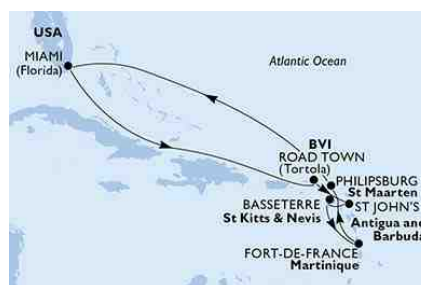 USA
MIAMI
(Florida)
Atlantic Ocean
BVI
ROAD TOWN
(Tortola)
PHILIPSBURG
St Maarten
BASSETERRE
St Kitts & Nevis
ST JOHN'S
Antigua and
Barbuda
FORT-DE-FRANCE
Martinique